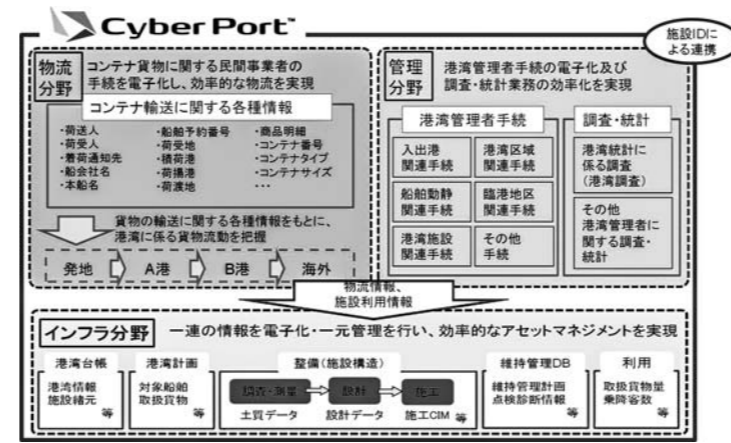 Cyber Port™
施設IDに
よる連携
物流
分野
コンテナ貨物に関する民間事業者の
手続を電子化し、効率的な物流を実現
コンテナ輸送に関する各種情報
・荷送人
・荷受人
・着荷通知先
・船会社名
・本船名
・船舶予約番号
・荷受地
・積荷港
・荷揚港
・荷渡地
・商品明細
・コンテナ番号
・コンテナタイプ
・コンテナサイズ
・・・
貨物の輸送に関する各種情報をもとに、
港湾に係る貨物流動を把握
発地
A港
B港
海外
管理
分野
港湾管理者手続の電子化及び
調査・統計業務の効率化を実現
港湾管理者手続
入出港
関連手続
港湾区域
関連手続
船舶動静
関連手続
臨港地区
関連手続
港湾施設
関連手続
その他
手続
調査・統計
港湾統計に
係る調査
(港湾調査)
その他
港湾管理者に
関する調査・
統計
物流情報、
施設利用情報
インフラ分野
一連の情報を電子化・一元管理を行い、効率的なアセットマネジメントを実現
港湾台帳
港湾情報
施設緒元
等
港湾計画
対象船舶
取扱貨物
等
整備(施設構造)
調査・測量
設計
施工
土質データ
設計データ
施工CIM
等
維持管理DB
維持管理計画
点検診断情報
等
利用
取扱貨物量
乗降客数
等